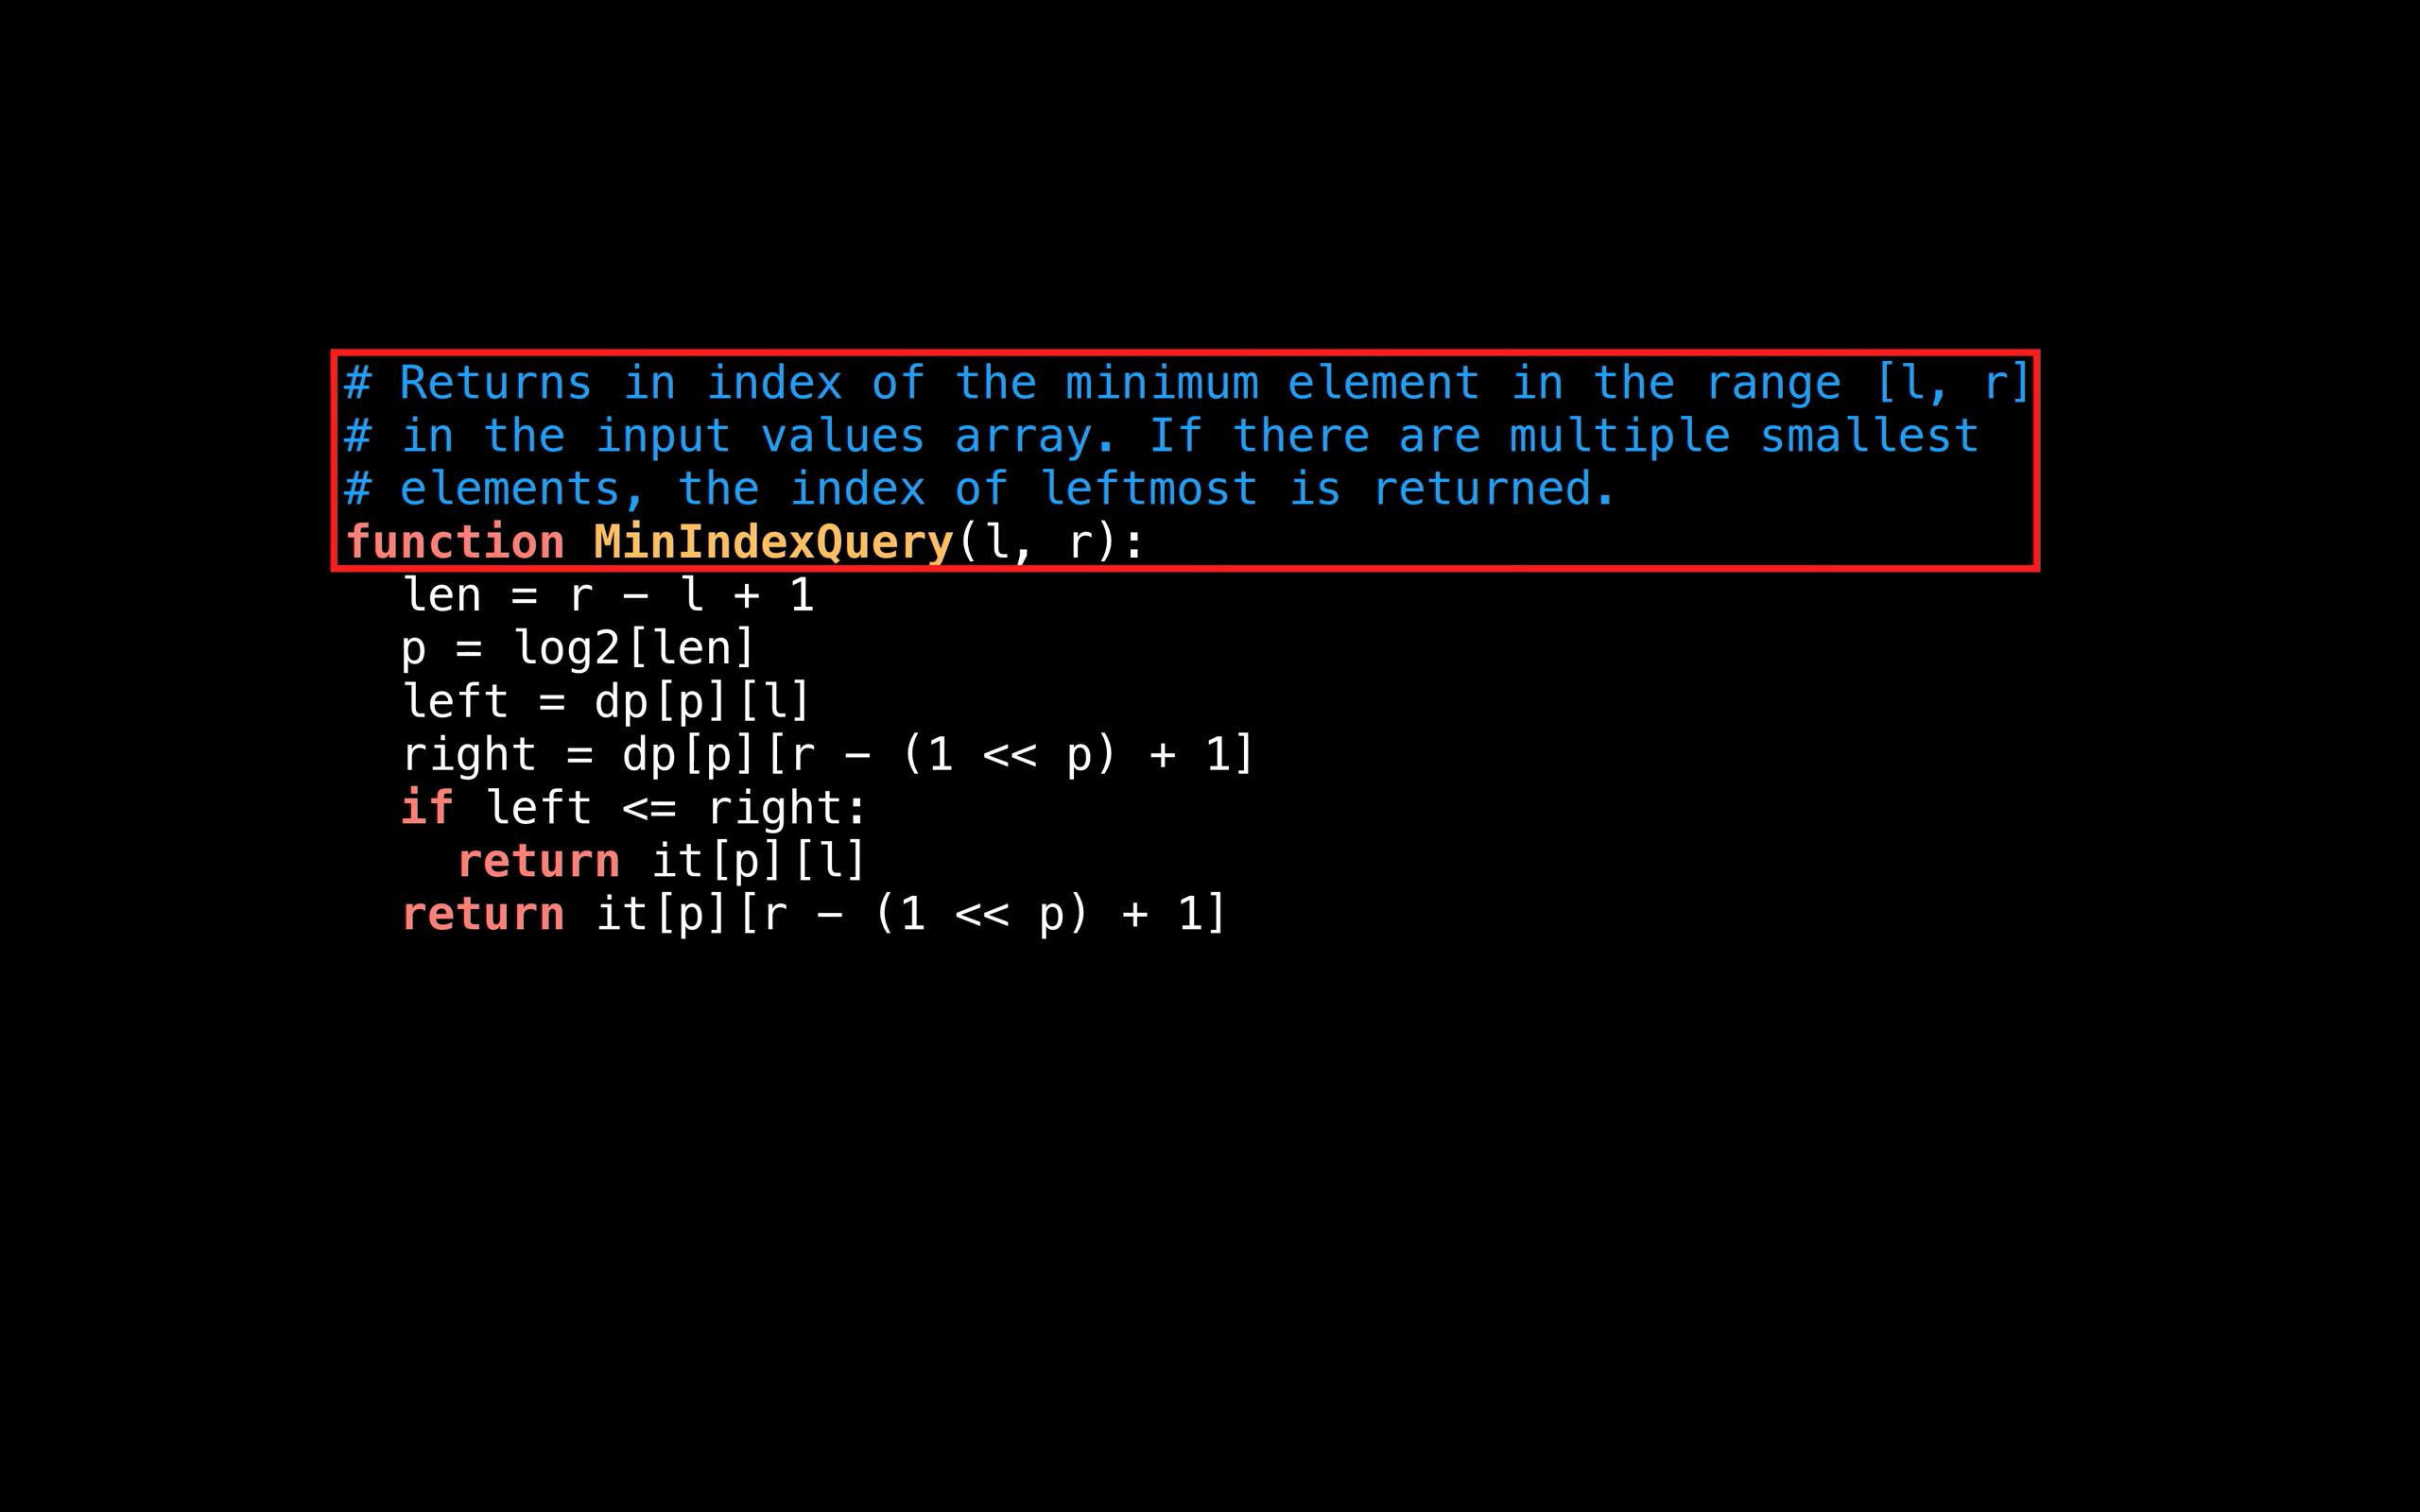 # Returns in index of the minimum element in the range [l, r]
# in the input values array. If there are multiple smallest
# elements, the index of leftmost is returned.
function MinIndexQuery(l, r):
  len = r − l + 1
  p = log2[len]
  left = dp[p][l]
  right = dp[p][r − (1 << p) + 1]
  if left <= right:
    return it[p][l]
  return it[p][r − (1 << p) + 1]